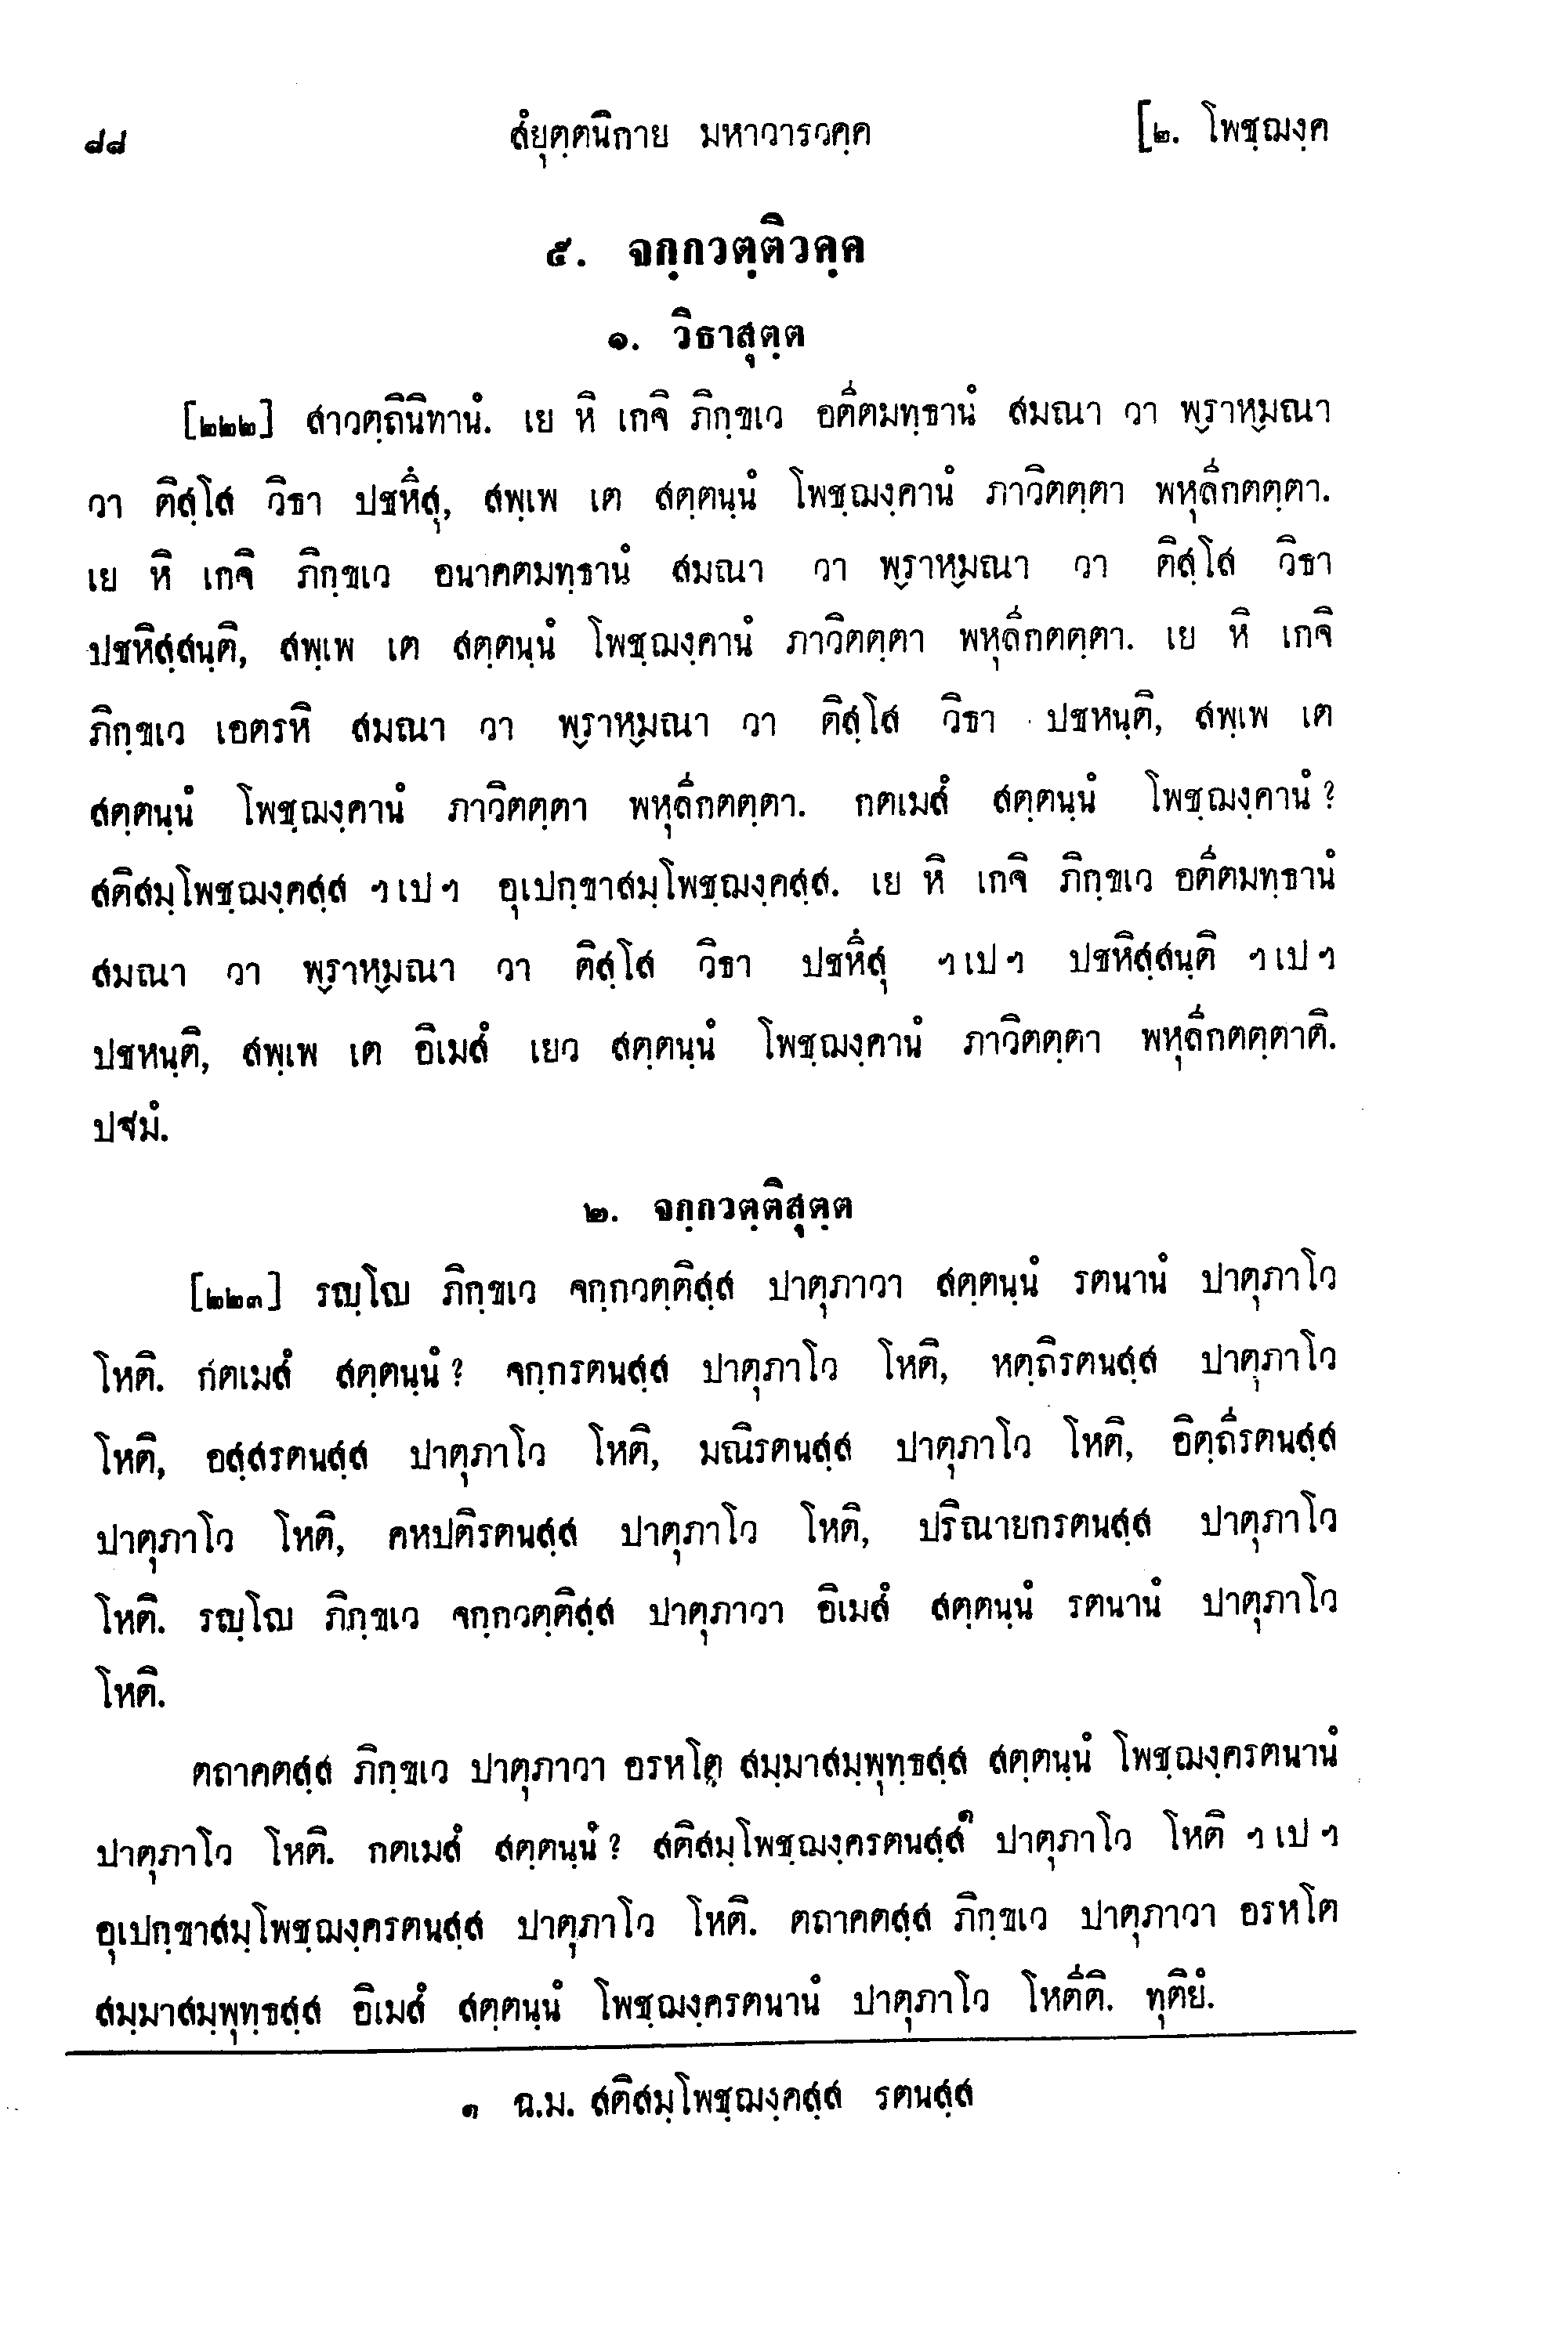 ๘๘ สํยุตฺตนิกาย มหาวารวคฺค [๒. โพชฺฌงฺค
๕. จกฺกวตฺติวคฺค
๑. วิธาสุตฺต
[๒๒๒] สาวตฺถินิทานํ. เย หิ เกจิ ภิกฺขเว อตีตมทฺธานํ สมณา วา พฺราหฺมณา
วา ติสฺโส วิธา ปชหึสุ, สพฺเพ เต สตฺตนฺนํ โพชฺฌงฺคานํ ภาวิตตฺตา พหุลีกตตฺตา.
เย หิ เกจิ ภิกฺขเว อนาคตมทฺธานํ สมณา วา พฺราหฺมณา วา ติสฺโส วิธา
ปชหิสฺสนฺติ, สพฺเพ เต สตฺตนฺนํ โพชฺฌงฺคานํ ภาวิตตฺตา พหุลีกตตฺตา. เย หิ เกจิ
ภิกฺขเว เอตรหิ สมณา วา พฺราหฺมณา วา ติสฺโส วิธา ปชหนฺติ, สพฺเพ เต
สตฺตนฺนํ โพชฺฌงฺคานํ ภาวิตตฺตา พหุลีกตตฺตา. กตเมสํ สตฺตนฺนํ โพชฺฌงฺคานํ ?
สติสมฺโพชฺฌงฺคสฺส ฯเปฯ อุเปกฺขาสมฺโพชฺฌงฺคสฺส. เย หิ เกจิ ภิกฺขเว อตีตมทฺธานํ
สมณา วา พฺราหฺมณา วา ติสฺโส วิธา ปชหึสุ ฯเปฯ ปชหิสฺสนฺติ ฯเปฯ
ปชหนฺติ, สพฺเพ เต อิเมสํ เยว สตฺตนฺนํ โพชฺฌงฺคานํ ภาวิตตฺตา พหุลีกตตฺตาติ.
ปฐมํ.
๒. จกฺกวตฺติสุตฺต
[๒๒๓] รญฺโญ ภิกฺขเว จกฺกวตฺติสฺส ปาตุภาวา สตฺตนฺนํ รตนานํ ปาตุภาโว
โหติ. กตเมสํ สตฺตนฺนํ ? จกฺกรตนสฺส ปาตุภาโว โหติ, หตฺถิรตนสฺส ปาตุภาโว
โหติ, อสฺสรตนสฺส ปาตุภาโว โหติ, มณิรตนสฺส ปาตุภาโว โหติ, อิตฺถีรตนสฺส
ปาตุภาโว โหติ, คหปติรตนสฺส ปาตุภาโว โหติ, ปริณายกรตนสฺส ปาตุภาโว
โหติ. รญฺโญ ภิกฺขเว จกฺกวตฺติสฺส ปาตุภาวา อิเมสํ สตฺตนฺนํ รตนานํ ปาตุภาโว
โหติ.
ตถาคตสฺส ภิกฺขเว ปาตุภาวา อรหโต สมฺมาสมฺพุทฺธสฺส สตฺตนฺนํ โพชฺฌงฺครตนานํ
ปาตุภาโว โหติ. กตเมสํ สตฺตนฺนํ ? สติสมฺโพชฺฌงฺครตนสฺส๑ ปาตุภาโว โหติ ฯเปฯ
อุเปกฺขาสมฺโพชฺฌงฺครตนสฺส ปาตุภาโว โหติ. ตถาคตสฺส ภิกฺขเว ปาตุภาวา อรหโต
สมฺมาสมฺพุทฺธสฺส อิเมสํ สตฺตนฺนํ โพชฺฌงฺครตนานํ ปาตุภาโว โหตีติ. ทุติยํ.
๑ ฉ.ม. สติสมฺโพชฺฌงฺคสฺส รตนสฺส